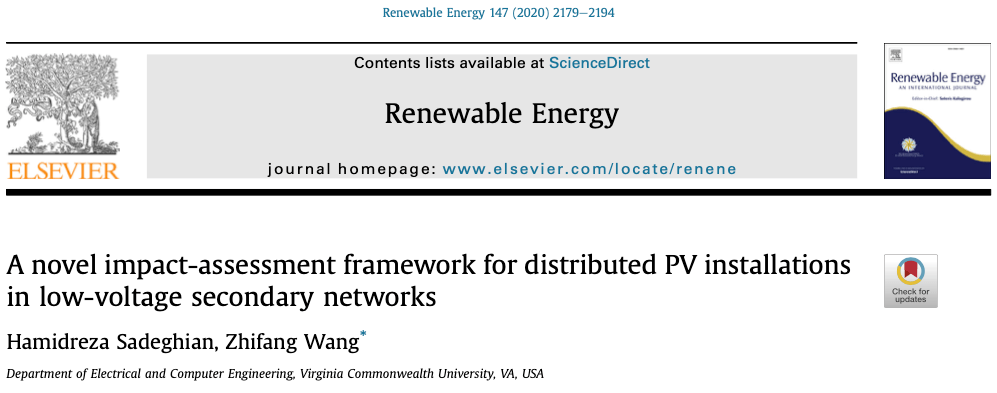 Renewable Energy 147 (2020) 2179–2194
Contents lists available at ScienceDirect
Renewable Energy
journal homepage: www.elsevier.com/locate/renene
ELSEVIER
Renewable Energy
AN INTERNATIONAL JOURNAL
A novel impact-assessment framework for distributed PV installations
in low-voltage secondary networks
Check for
updates
Hamidreza Sadeghian, Zhifang Wang*
Department of Electrical and Computer Engineering, Virginia Commonwealth University, VA, USA